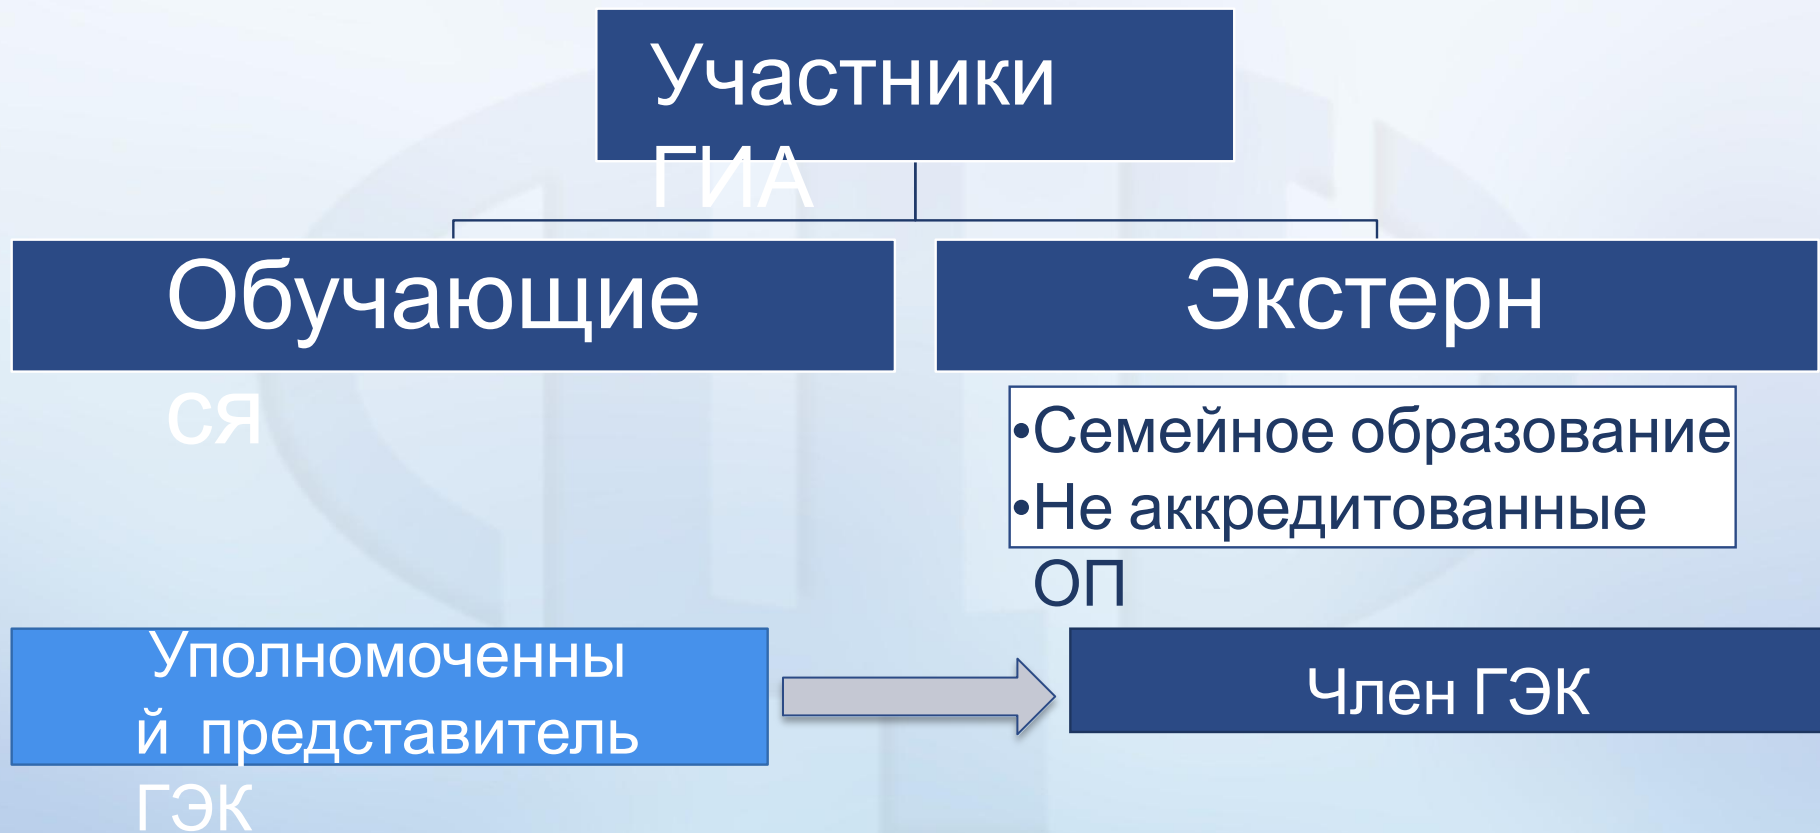 Участники
ГИА
Обучающие
ся
Экстерн
•Семейное образование
•Не аккредитованные
ОП
Уполномоченны
й представитель
ГЭК
Член ГЭК